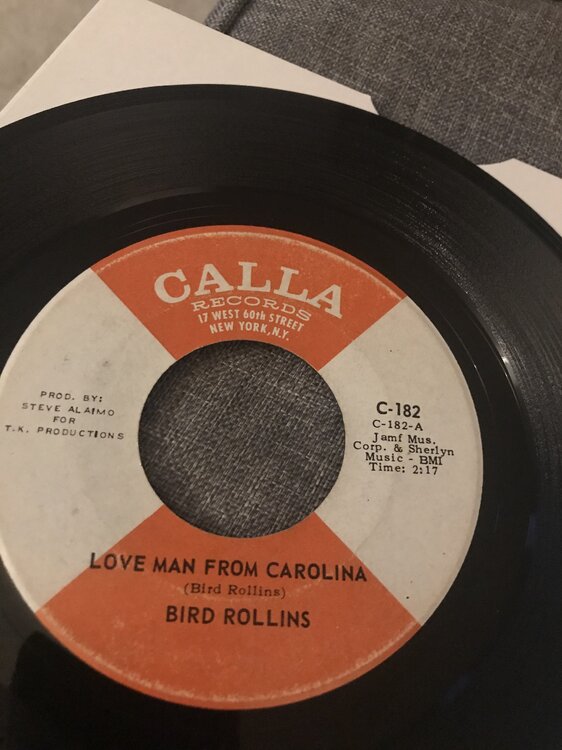 CALLA
RECORDS
17 WEST 60th STREET
NEW YORK, N.Y.
PROD. BY:
STEVE ALAIMO
FOR
T.K. PRODUCTIONS
C-182
C-182-A
Jamf Mus.
Corp. & Sherlyn
Music - BMI
Time: 2:17
LOVE MAN FROM CAROLINA
(Bird Rollins)
BIRD ROLLINS